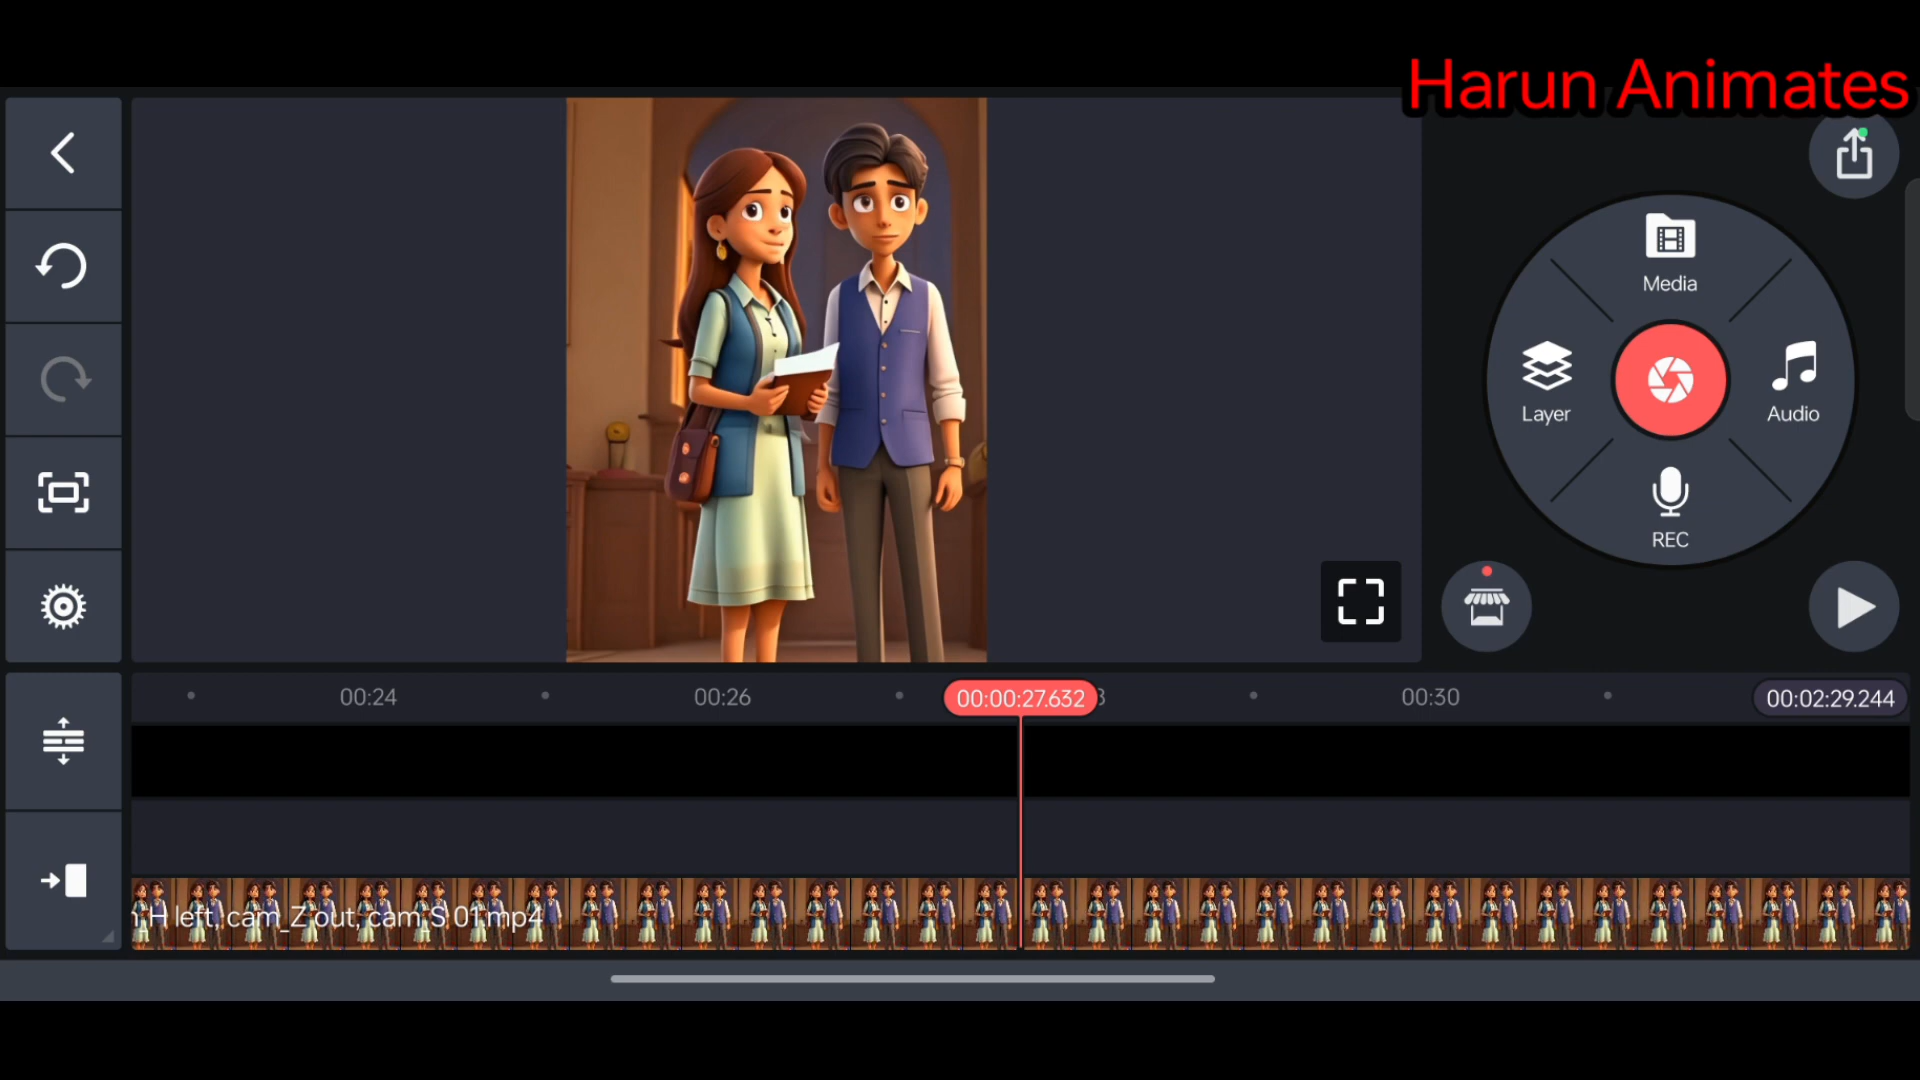 Harun Animates
Media
Layer
Audio
REC
00:24
00:26
00:00:27.632
00:30
00:02:29.244
H left, cam_Z out, cam_S 01.mp4